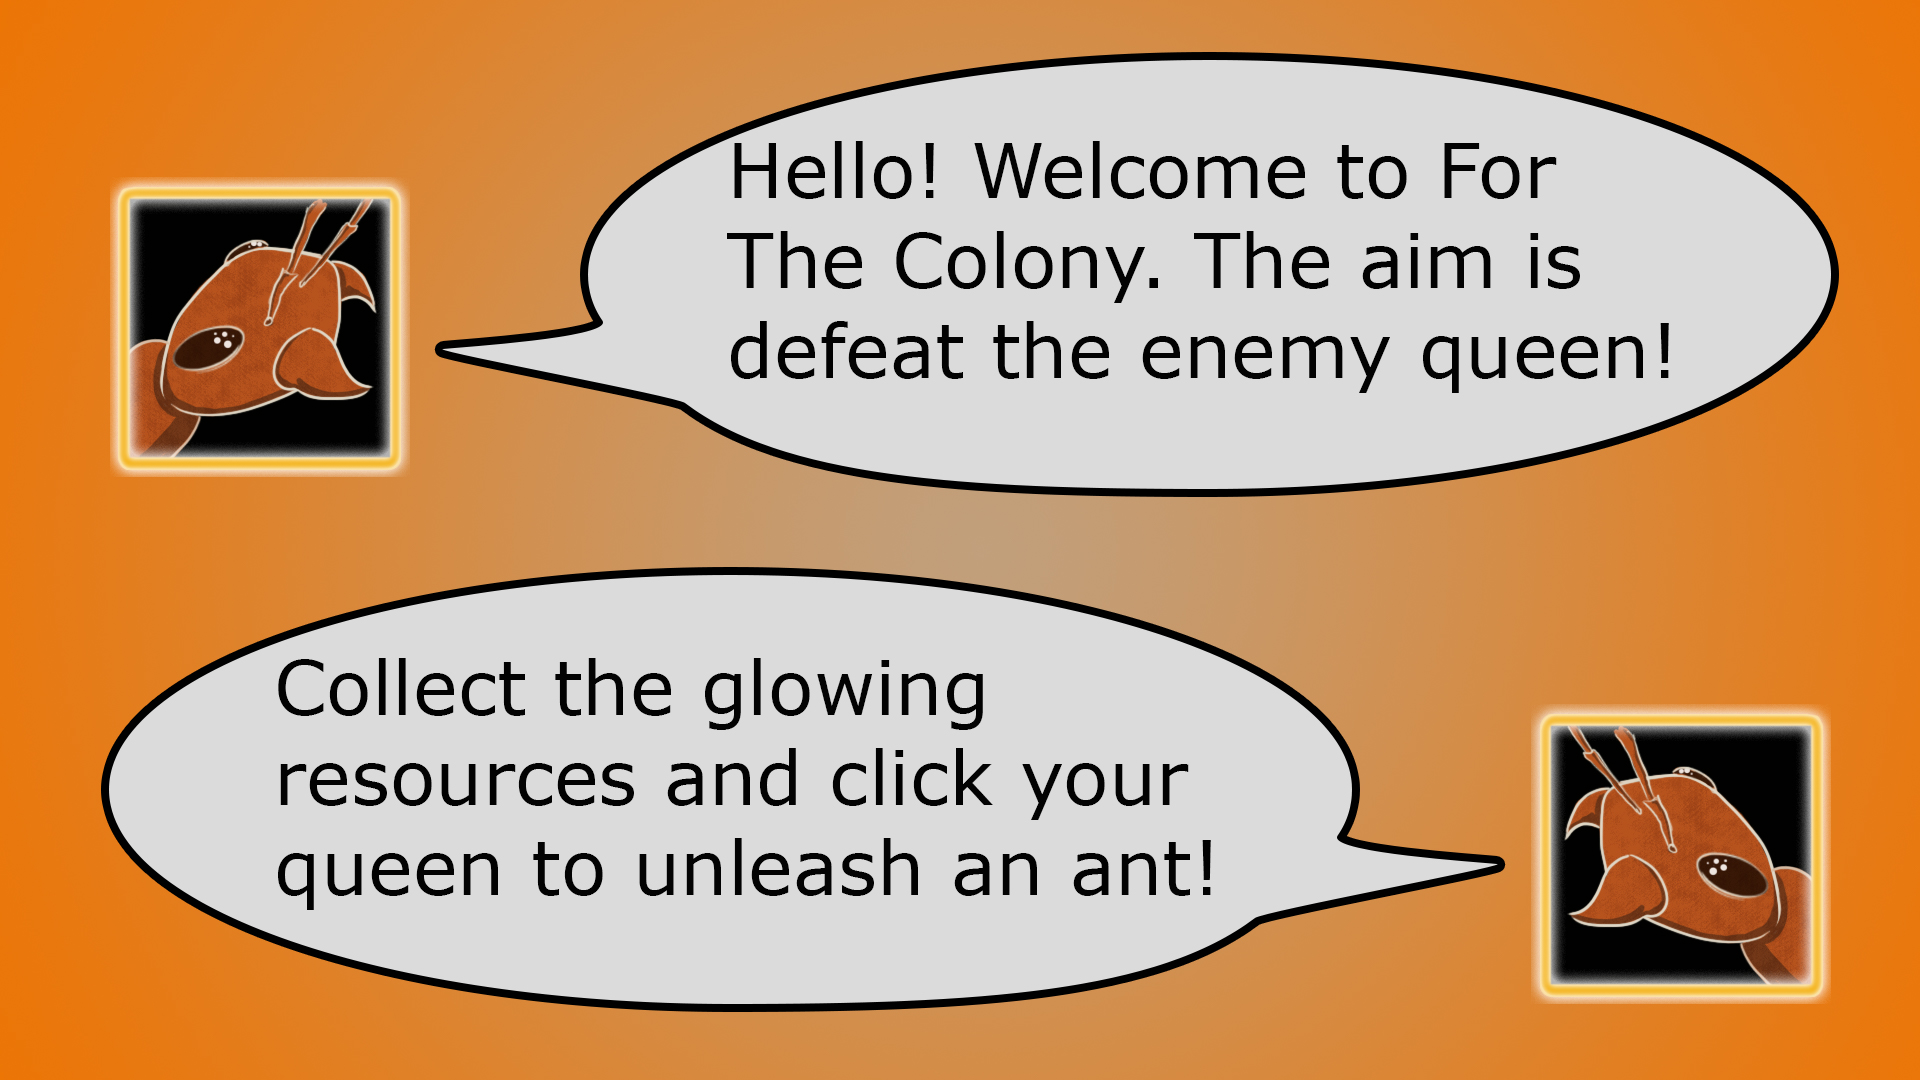 Hello! Welcome to For
The Colony. The aim is
defeat the enemy queen!
Collect the glowing
resources and click your
queen to unleash an ant!